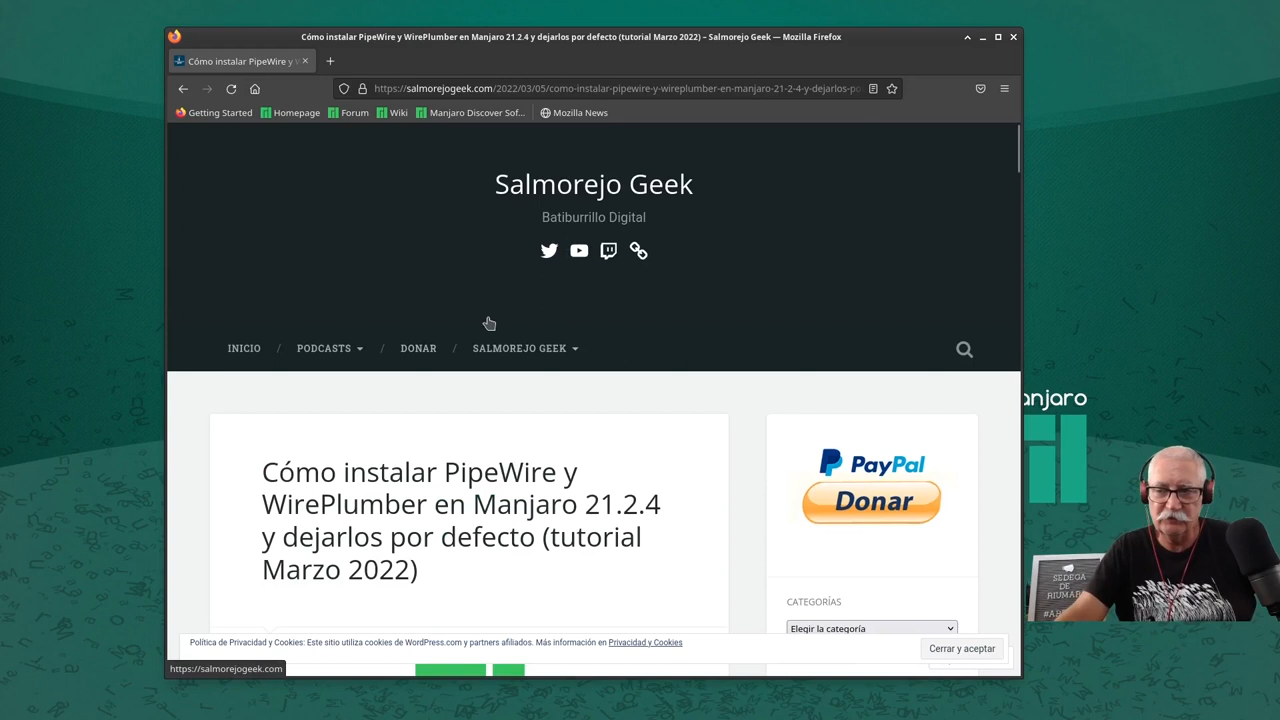 Cómo instalar PipeWire y WirePlumber en Manjaro 21.2.4 y dejarlos por defecto (tutorial Marzo 2022) – Salmorejo Geek — Mozilla Firefox
Cómo instalar PipeWire y W
https://salmorejogeek.com/2022/03/05/como-instalar-pipewire-y-wireplumber-en-manjaro-21-2-4-y-dejarlos-po
Getting Started
Homepage
Forum
Wiki
Manjaro Discover Sof…
Mozilla News
Salmorejo Geek
Batiburrillo Digital
INICIO / PODCASTS / DONAR / SALMOREJO GEEK
Cómo instalar PipeWire y
WirePlumber en Manjaro 21.2.4
y dejarlos por defecto (tutorial
Marzo 2022)
PayPal
Donar
CATEGORÍAS
Elegir la categoría
Política de Privacidad y Cookies: Este sitio utiliza cookies de WordPress.com y partners afiliados. Más información en Privacidad y Cookies
Cerrar y aceptar
https://salmorejogeek.com
anjaro
SEDEGA
DE
RIUMAR